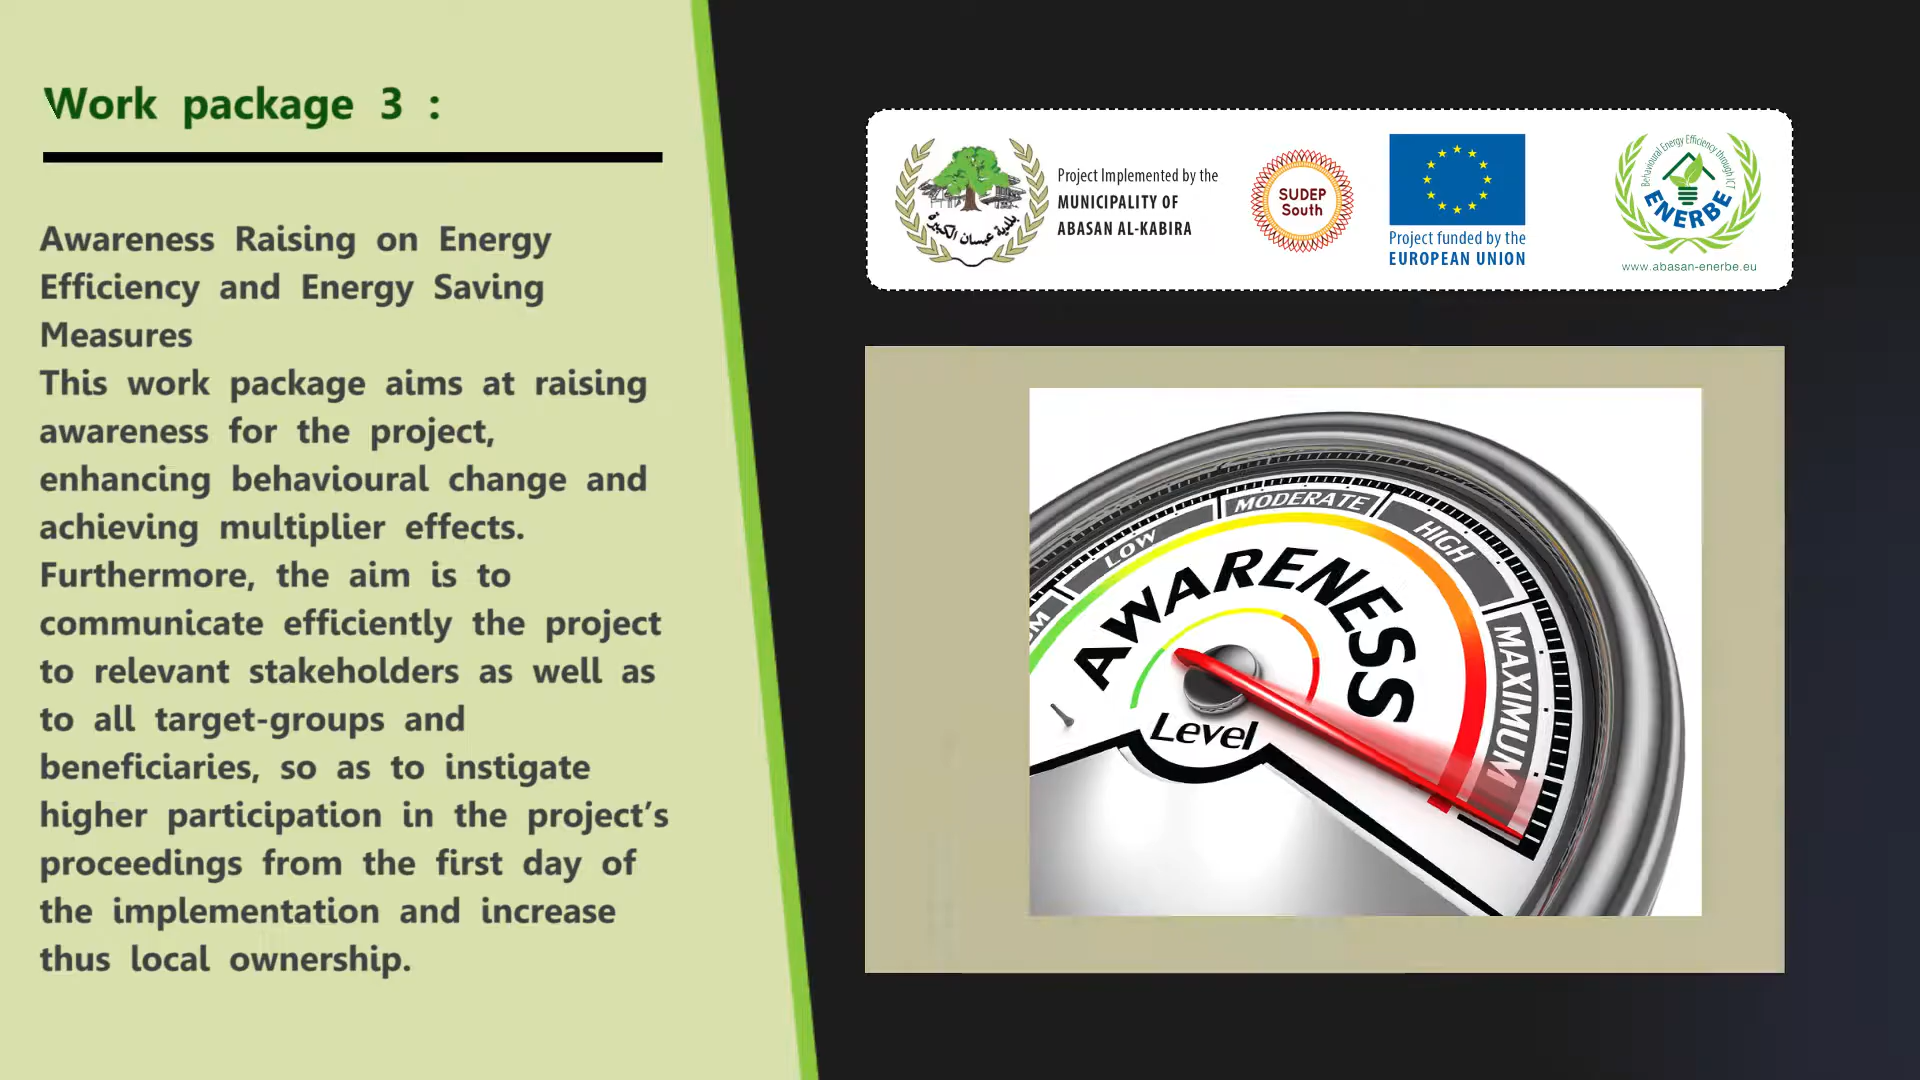 Work package 3 :
Awareness Raising on Energy
Efficiency and Energy Saving
Measures
This work package aims at raising
awareness for the project,
enhancing behavioural change and
achieving multiplier effects.
Furthermore, the aim is to
communicate efficiently the project
to relevant stakeholders as well as
to all target-groups and
beneficiaries, so as to instigate
higher participation in the project’s
proceedings from the first day of
the implementation and increase
thus local ownership.
بلدية عبسان الكبيرة
Project Implemented by the
MUNICIPALITY OF
ABASAN AL-KABIRA
SUDEP
South
Project funded by the
EUROPEAN UNION
Behavioural Energy Efficiency through ICT
ENERBE
www.abasan-enerbe.eu
LOW
MODERATE
HIGH
MAXIMUM
AWARENESS
Level